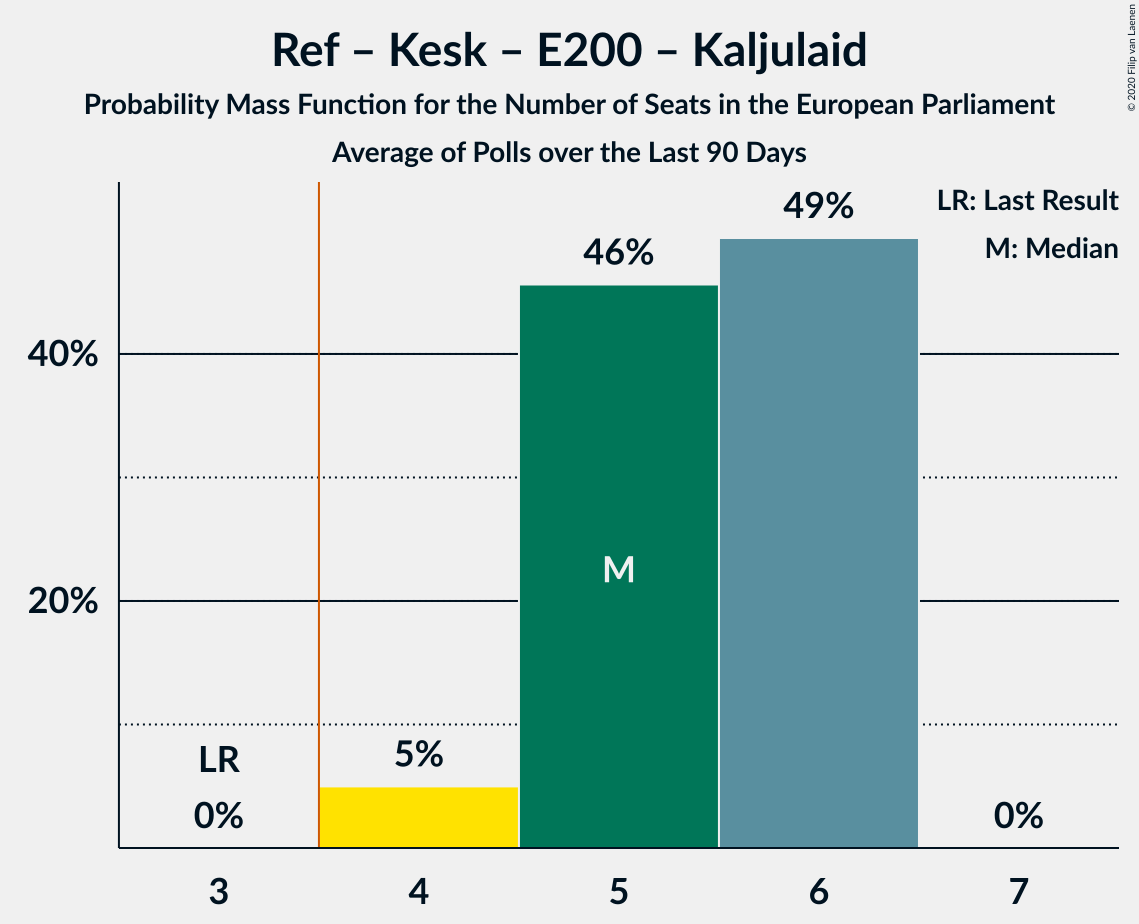 Ref – Kesk – E200 – Kaljulaid
Probability Mass Function for the Number of Seats in the European Parliament
Average of Polls over the Last 90 Days
© 2020 Filip van Laenen
LR: Last Result
M: Median
49%
46%
40%
M
20%
5%
LR
0%
0%
3 4 5 6 7